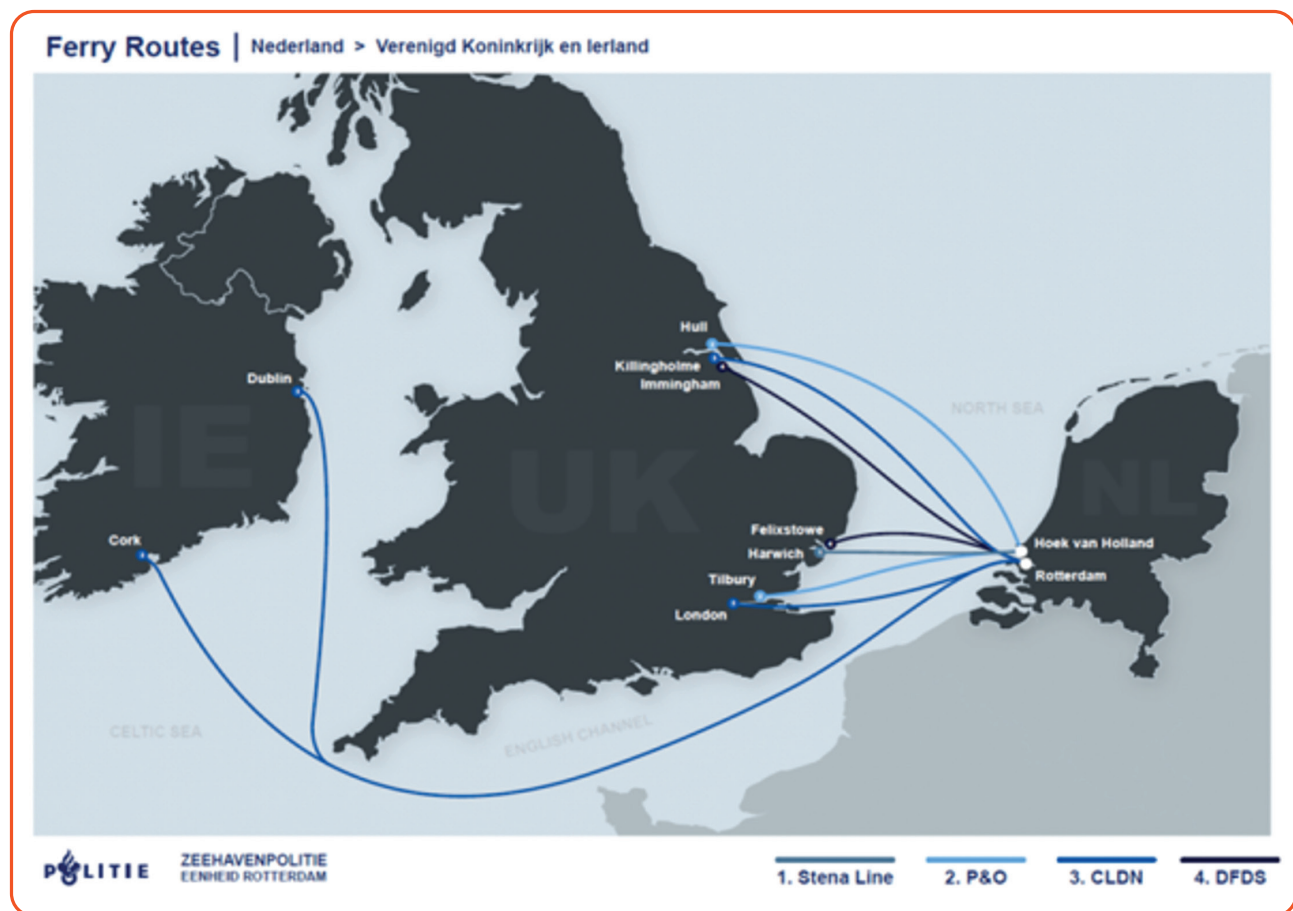 Ferry Routes | Nederland > Verenigd Koninkrijk en Ierland
Hull
Killingholme
Immingham
Dublin
IE
UK
NORTH SEA
NL
Cork
Felixstowe
Harwich
Hoek van Holland
Rotterdam
Tilbury
London
CELTIC SEA
ENGLISH CHANNEL
POLITIE
ZEEHAVENPOLITIE
EENHEID ROTTERDAM
1. Stena Line
2. P&O
3. CLDN
4. DFDS